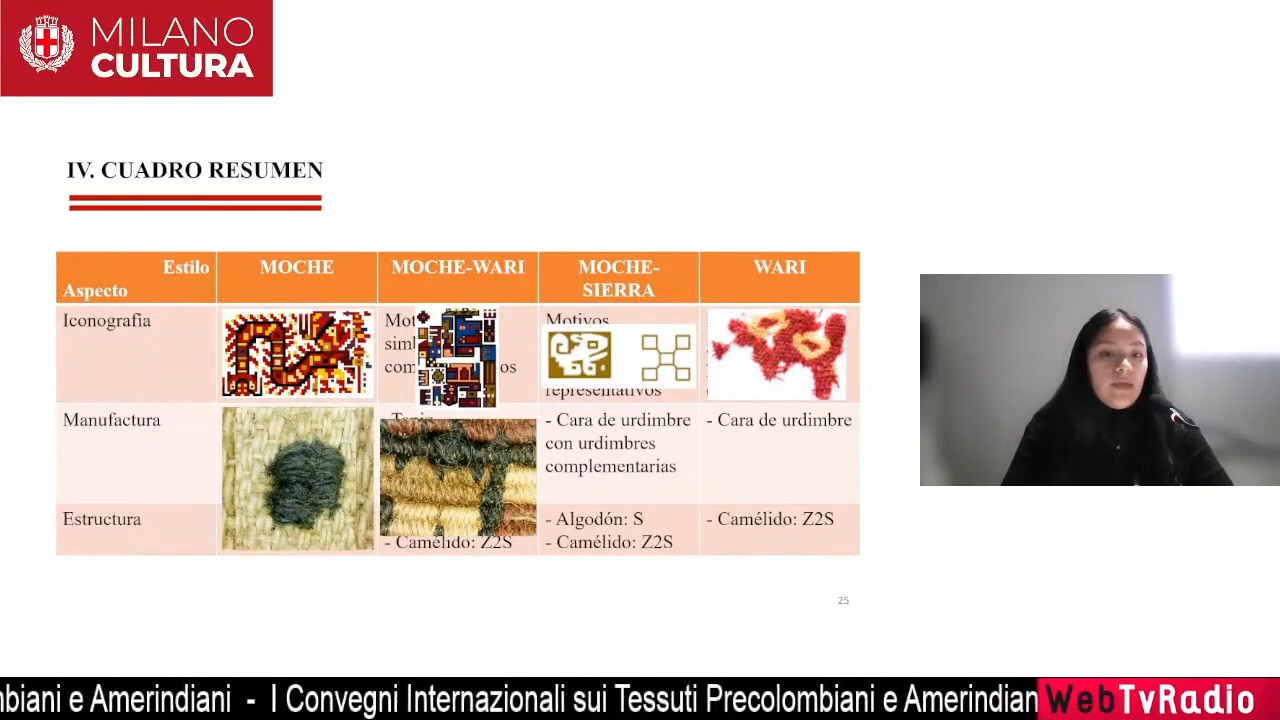 MILANO
CULTURA
IV. CUADRO RESUMEN
Estilo
Aspecto
MOCHE
MOCHE-WARI
MOCHE-
SIERRA
WARI
Iconografía
Motivos
representativos
Manufactura
- Cara de urdimbre
con urdimbres
complementarias
- Cara de urdimbre
Estructura
- Camélido: Z2S
- Algodón: S
- Camélido: Z2S
- Camélido: Z2S
25
mbiani e Amerindiani - I Convegni Internazionali sui Tessuti Precolombiani e Amerindian
WebTvRadio